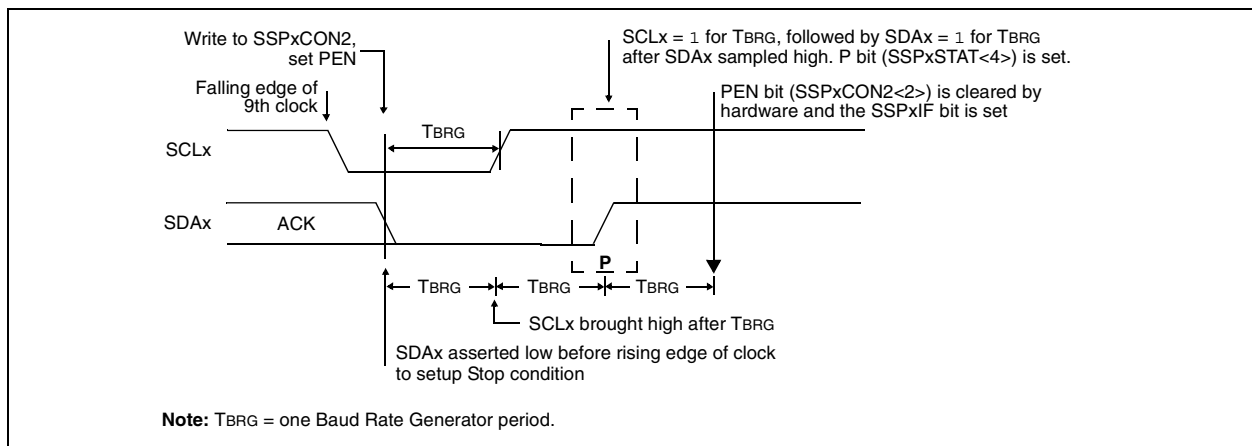 Write to SSPxCON2,
set PEN
SCLx = 1 for TBRG, followed by SDAx = 1 for TBRG
after SDAx sampled high. P bit (SSPxSTAT<4>) is set.
Falling edge of
9th clock
PEN bit (SSPxCON2<2>) is cleared by
hardware and the SSPxIF bit is set
TBRG
SCLx
SDAx
ACK
P
TBRG
TBRG
TBRG
SCLx brought high after TBRG
SDAx asserted low before rising edge of clock
to setup Stop condition
Note: TBRG = one Baud Rate Generator period.